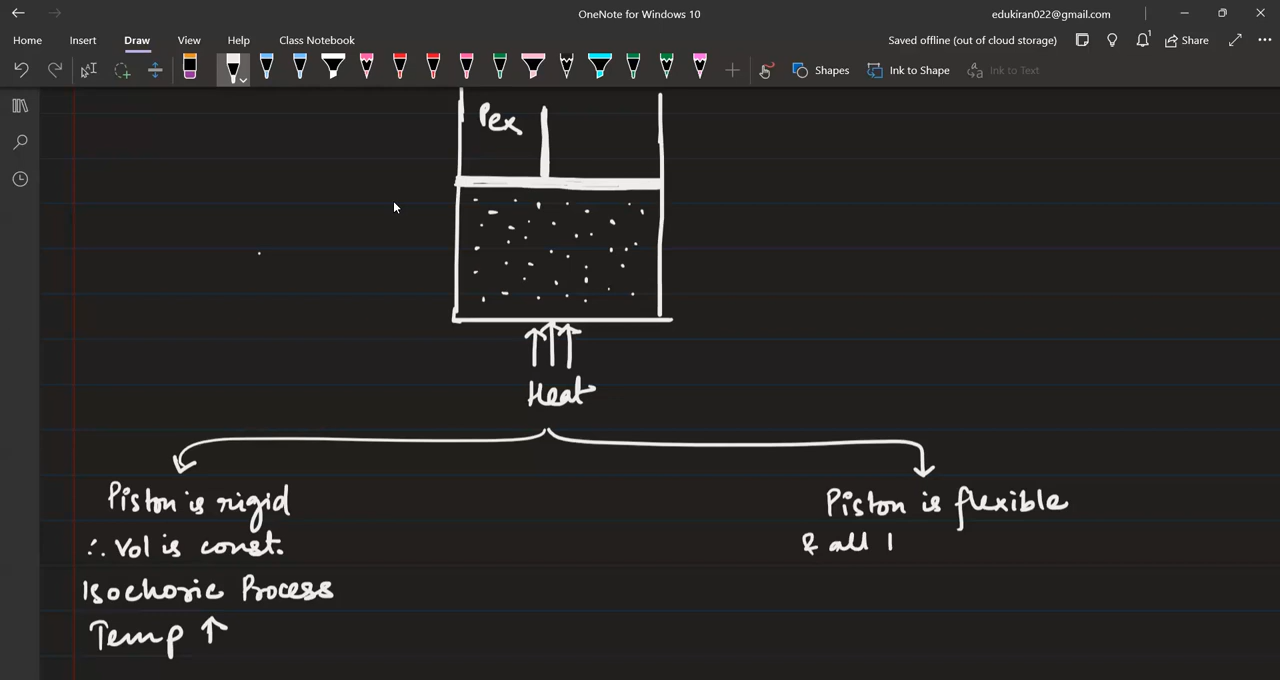 OneNote for Windows 10
edukiran022@gmail.com
Home Insert Draw View Help Class Notebook
Saved offline (out of cloud storage)
Share
Shapes
Ink to Shape
Ink to Text
Pex
Heat
Piston is rigid
∴ Vol is const.
Isochoric Process
Temp ↑
Piston is flexible
& all I